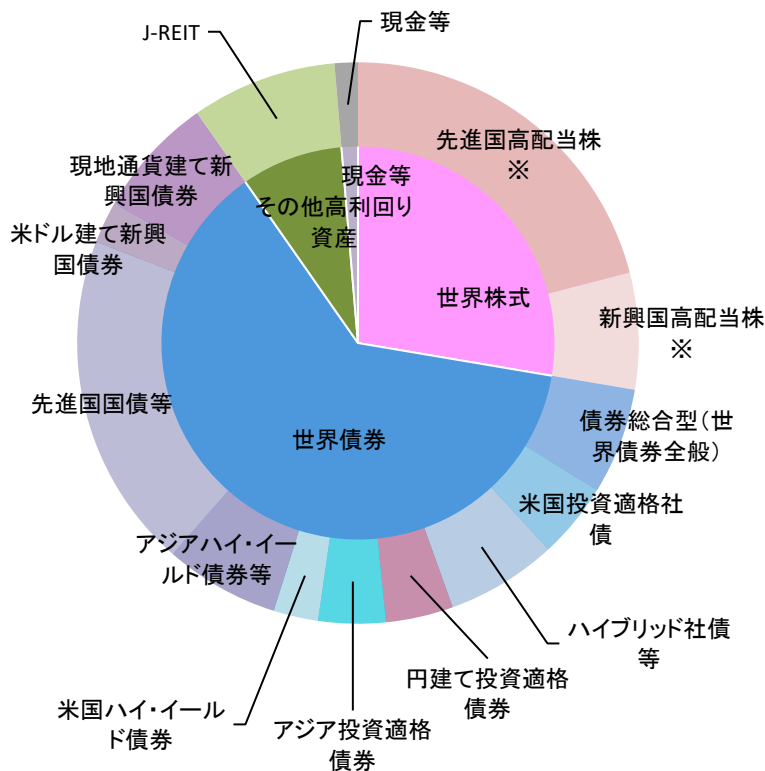 J-REIT
現金等
先進国高配当株
※
現地通貨建て新
興国債券
現金等
その他高利回り
資産
米ドル建て新興
国債券
世界株式
新興国高配当株
※
先進国国債等
世界債券
債券総合型（世
界債券全般）
米国投資適格社
債
アジアハイ・イー
ルド債券等
ハイブリッド社債
等
円建て投資適格
債券
米国ハイ・イール
ド債券
アジア投資適格
債券